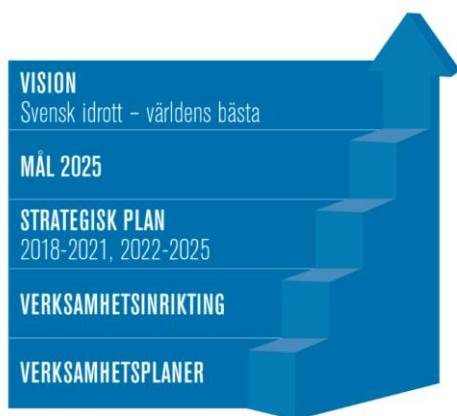 VISION
Svensk idrott – världens bästa
MÅL 2025
STRATEGISK PLAN
2018-2021, 2022-2025
VERKSAMHETSINRIKTING
VERKSAMHETSPLANER